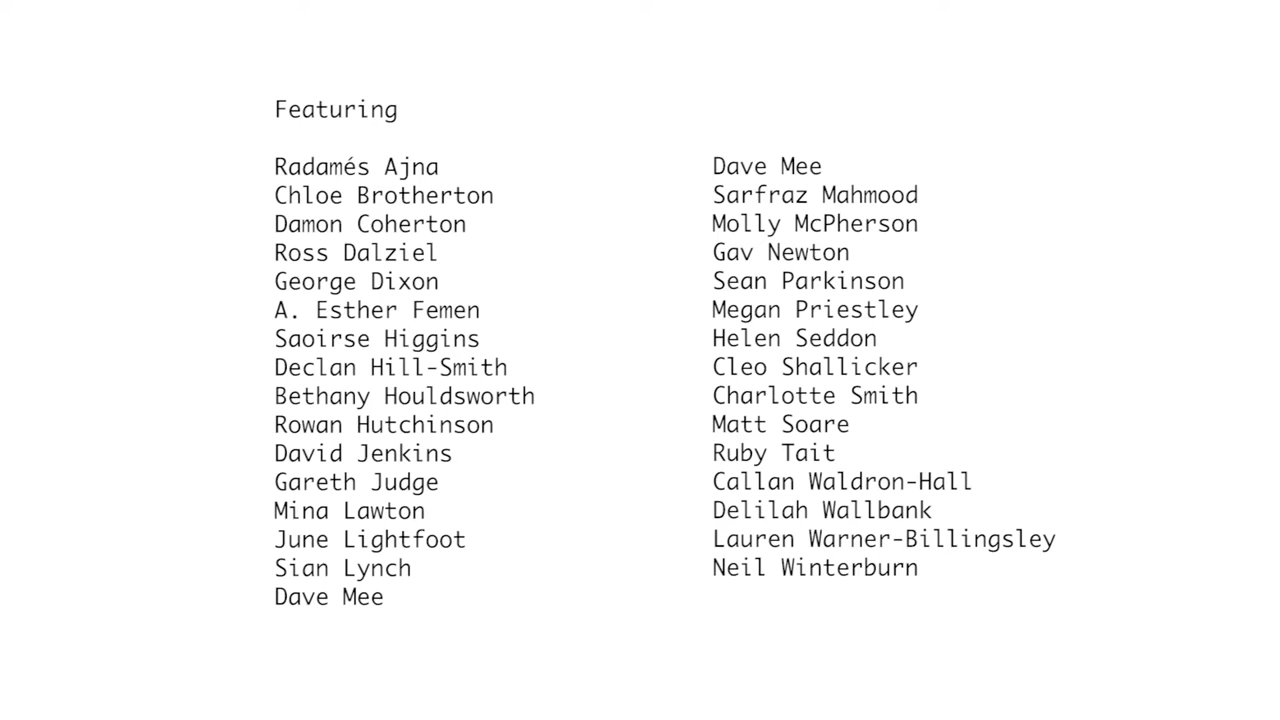 Featuring
Radamés Ajna
Chloe Brotherton
Damon Coherton
Ross Dalziel
George Dixon
A. Esther Femen
Saoirse Higgins
Declan Hill-Smith
Bethany Houldsworth
Rowan Hutchinson
David Jenkins
Gareth Judge
Mina Lawton
June Lightfoot
Sian Lynch
Dave Mee
Dave Mee
Sarfraz Mahmood
Molly McPherson
Gav Newton
Sean Parkinson
Megan Priestley
Helen Seddon
Cleo Shallicker
Charlotte Smith
Matt Soare
Ruby Tait
Callan Waldron-Hall
Delilah Wallbank
Lauren Warner-Billingsley
Neil Winterburn